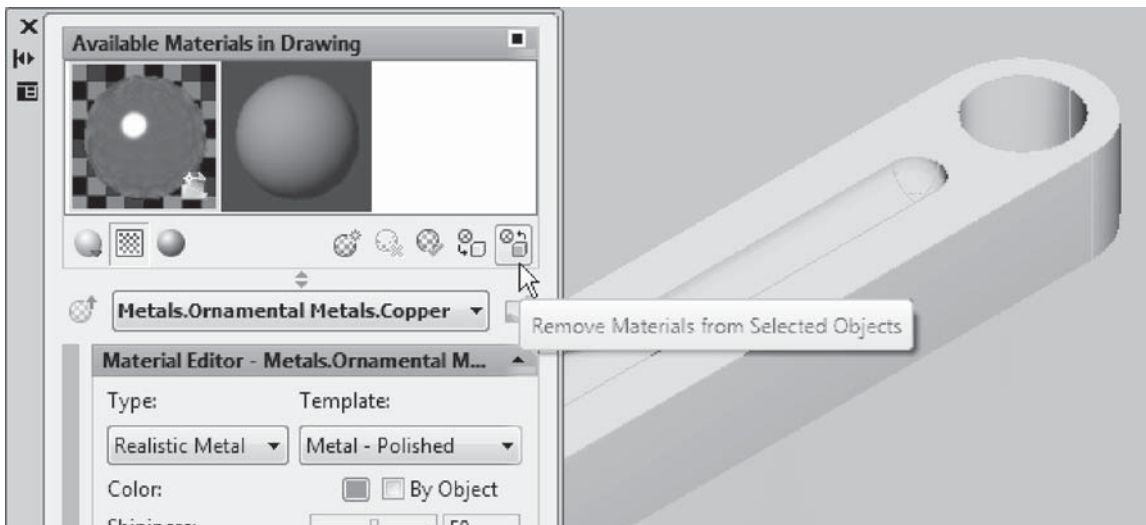 Available Materials in Drawing
Metals.Ornamental Metals.Copper
Remove Materials from Selected Objects
Material Editor - Metals.Ornamental M...
Type:
Template:
Realistic Metal
Metal - Polished
Color:
By Object